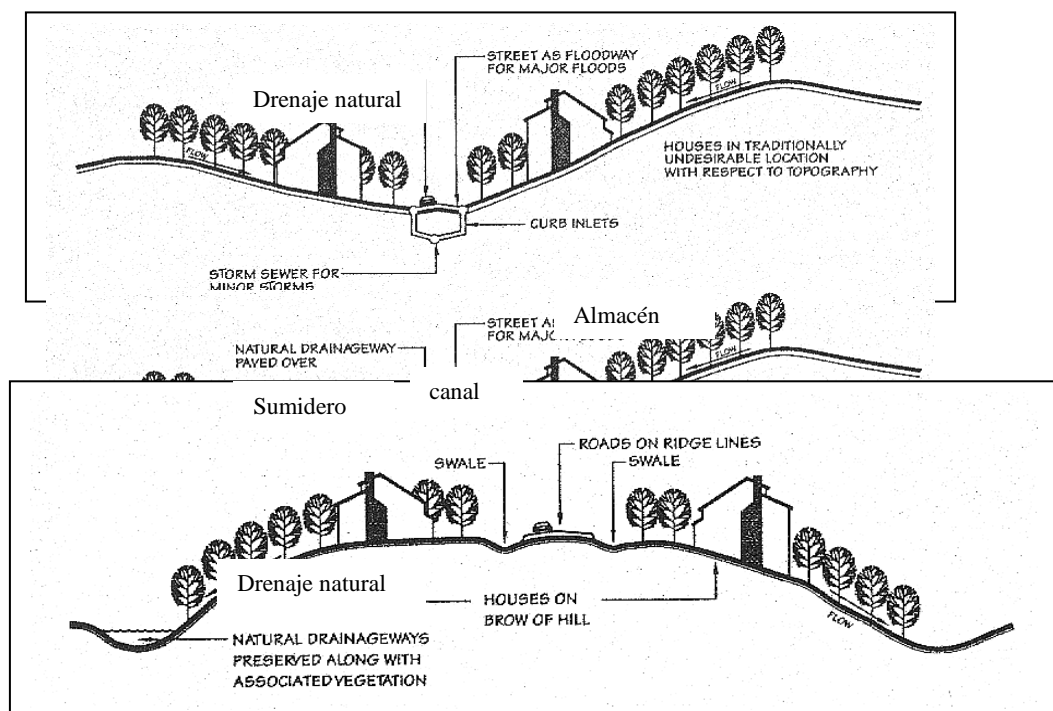 STREET AS FLOODWAY
FOR MAJOR FLOODS
Drenaje natural
FLOW
FLOW
HOUSES IN TRADITIONALLY
UNDESIRABLE LOCATION
WITH RESPECT TO TOPOGRAPHY
CURB INLETS
STORM SEWER FOR
MINOR STORMS
Almacén
STREET
FOR
FLOW
NATURAL DRAINAGEWAY
PAVED OVER
canal
Sumidero
ROADS ON RIDGE LINES
SWALE
SWALE
Drenaje natural
HOUSES ON
BROW OF HILL
FLOW
NATURAL DRAINAGEWAYS
PRESERVED ALONG WITH
ASSOCIATED VEGETATION